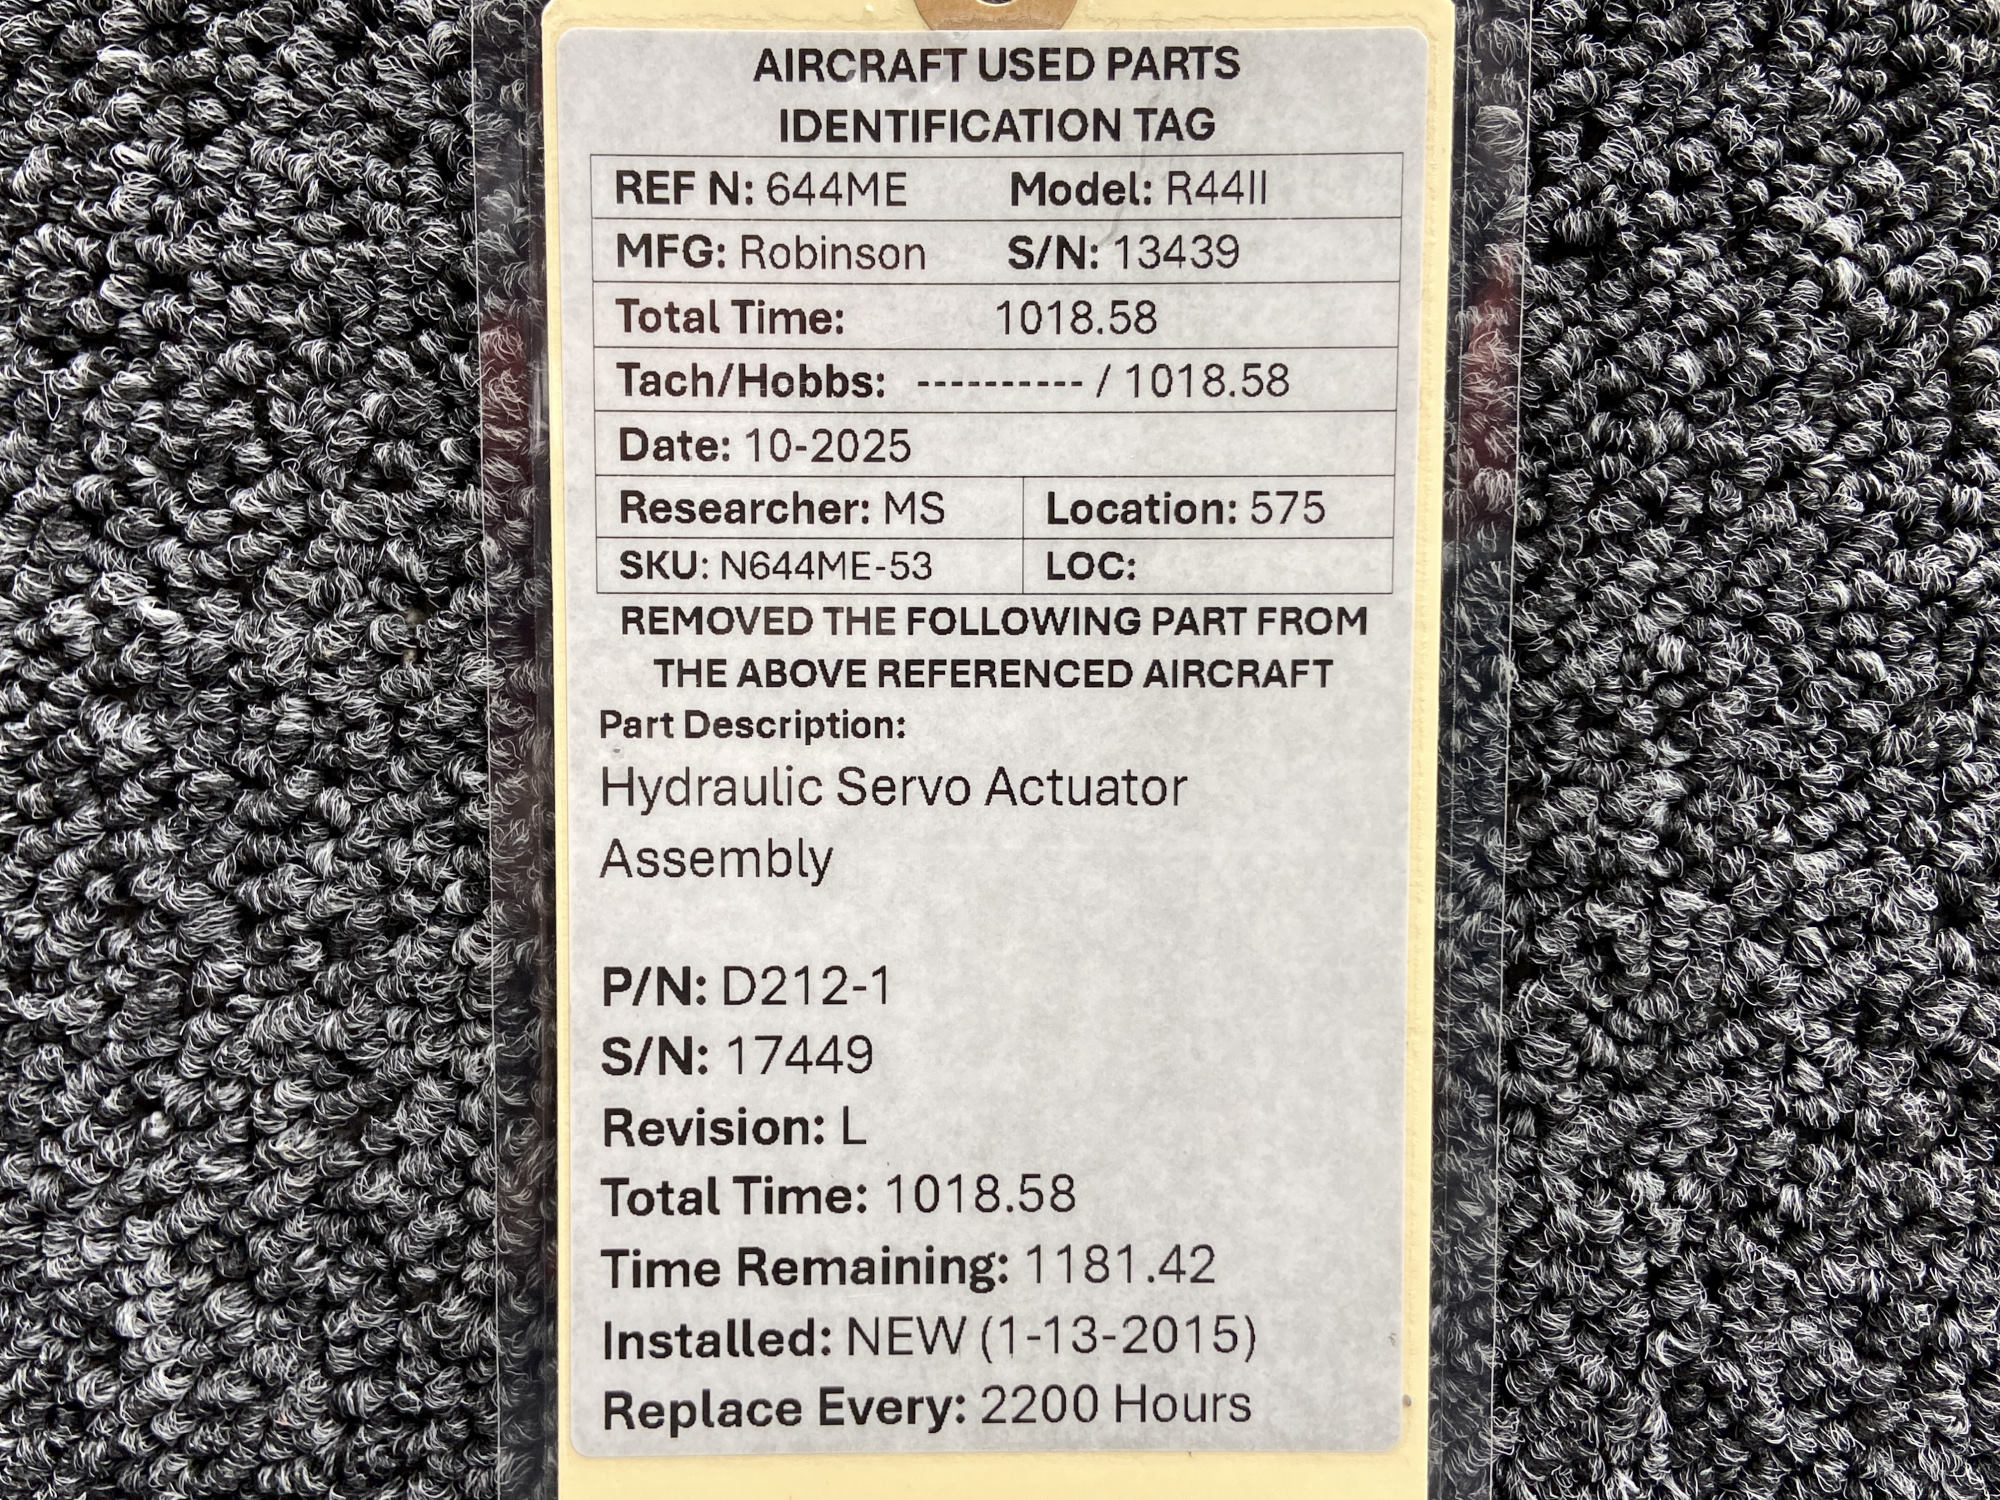 AIRCRAFT USED PARTS
IDENTIFICATION TAG
REF N: 644ME Model: R44II
MFG: Robinson S/N: 13439
Total Time: 1018.58
Tach/Hobbs: ---------- / 1018.58
Date: 10-2025
Researcher: MS Location: 575
SKU: N644ME-53 LOC:
REMOVED THE FOLLOWING PART FROM
THE ABOVE REFERENCED AIRCRAFT
Part Description:
Hydraulic Servo Actuator
Assembly
P/N: D212-1
S/N: 17449
Revision: L
Total Time: 1018.58
Time Remaining: 1181.42
Installed: NEW (1-13-2015)
Replace Every: 2200 Hours